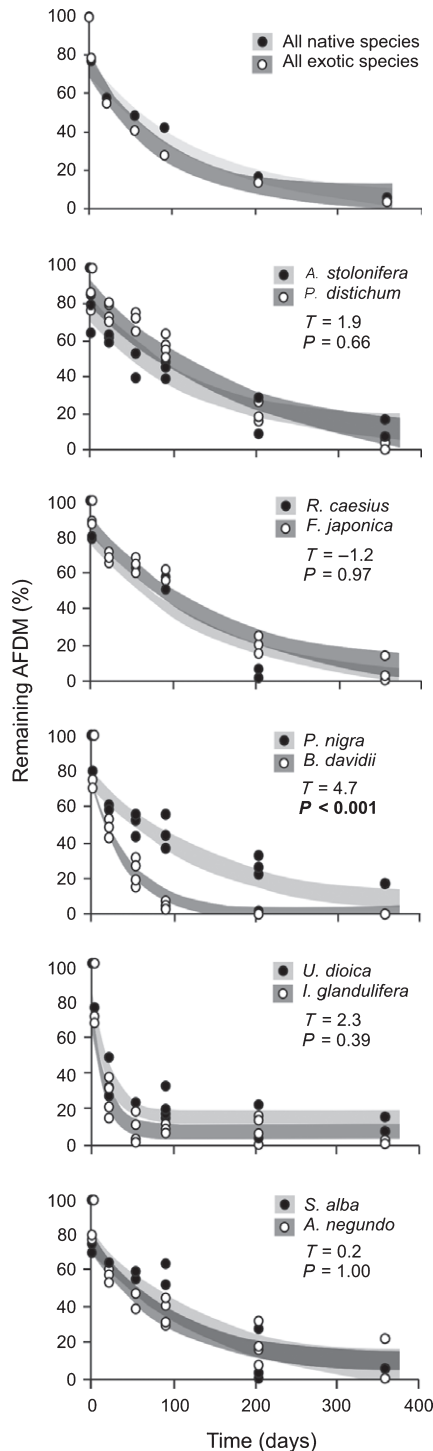 100
80
60
40
20
0
All native species
All exotic species
100
80
60
40
20
0
A. stolonifera
P. distichum
T = 1.9
P = 0.66
100
80
60
40
20
0
R. caesius
F. japonica
T = –1.2
P = 0.97
Remaining AFDM (%)
100
80
60
40
20
0
P. nigra
B. davidii
T = 4.7
P < 0.001
100
80
60
40
20
0
U. dioica
I. glandulifera
T = 2.3
P = 0.39
100
80
60
40
20
0
S. alba
A. negundo
T = 0.2
P = 1.00
0 100 200 300 400
Time (days)